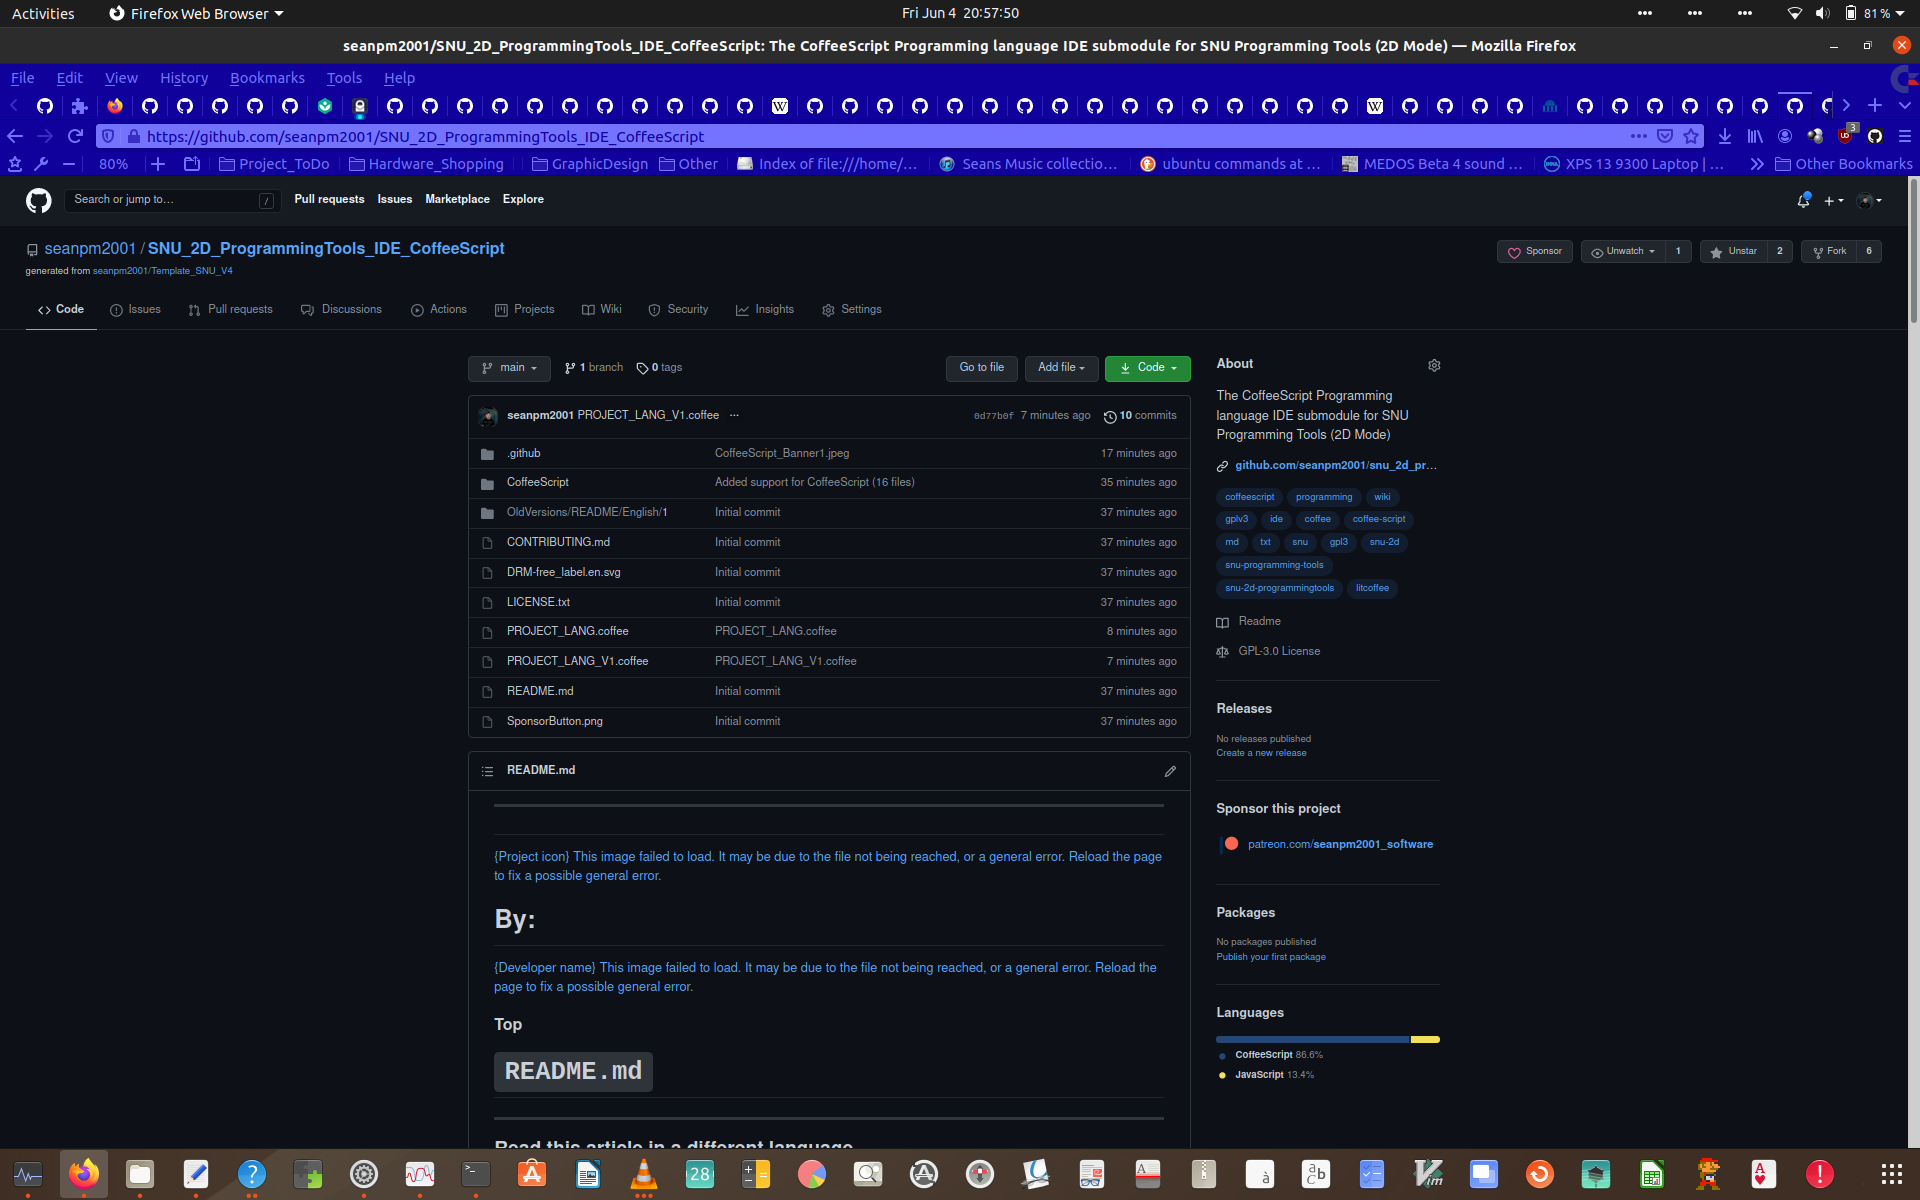 Activities Firefox Web Browser Fri Jun 4 20:57:50 81 %
seanpm2001/SNU_2D_ProgrammingTools_IDE_CoffeeScript: The CoffeeScript Programming language IDE submodule for SNU Programming Tools (2D Mode) — Mozilla Firefox
File Edit View History Bookmarks Tools Help
https://github.com/seanpm2001/SNU_2D_ProgrammingTools_IDE_CoffeeScript 3
80% Project_ToDo Hardware_Shopping GraphicDesign Other Index of file:///home/… Seans Music collectio… ubuntu commands at … MEDOS Beta 4 sound … XPS 13 9300 Laptop | … Other Bookmarks
Search or jump to… / Pull requests Issues Marketplace Explore
seanpm2001 / SNU_2D_ProgrammingTools_IDE_CoffeeScript
Sponsor Unwatch 1 Unstar 2 Fork 6
generated from seanpm2001/Template_SNU_V4
Code Issues Pull requests Discussions Actions Projects Wiki Security Insights Settings
main 1 branch 0 tags Go to file Add file Code
seanpm2001 PROJECT_LANG_V1.coffee ... 0d77b0f 7 minutes ago 10 commits
.github CoffeeScript_Banner1.jpeg 17 minutes ago
CoffeeScript Added support for CoffeeScript (16 files) 35 minutes ago
OldVersions/README/English/1 Initial commit 37 minutes ago
CONTRIBUTING.md Initial commit 37 minutes ago
DRM-free_label.en.svg Initial commit 37 minutes ago
LICENSE.txt Initial commit 37 minutes ago
PROJECT_LANG.coffee PROJECT_LANG.coffee 8 minutes ago
PROJECT_LANG_V1.coffee PROJECT_LANG_V1.coffee 7 minutes ago
README.md Initial commit 37 minutes ago
SponsorButton.png Initial commit 37 minutes ago
README.md
{Project icon} This image failed to load. It may be due to the file not being reached, or a general error. Reload the page
to fix a possible general error.
By:
{Developer name} This image failed to load. It may be due to the file not being reached, or a general error. Reload the
page to fix a possible general error.
Top
README.md
Read this article in a different language
About
The CoffeeScript Programming
language IDE submodule for SNU
Programming Tools (2D Mode)
github.com/seanpm2001/snu_2d_pr…
coffeescript programming wiki
gplv3 ide coffee coffee-script
md txt snu gpl3 snu-2d
snu-programming-tools
snu-2d-programmingtools litcoffee
Readme
GPL-3.0 License
Releases
No releases published
Create a new release
Sponsor this project
patreon.com/seanpm2001_software
Packages
No packages published
Publish your first package
Languages
CoffeeScript 86.6%
JavaScript 13.4%
28